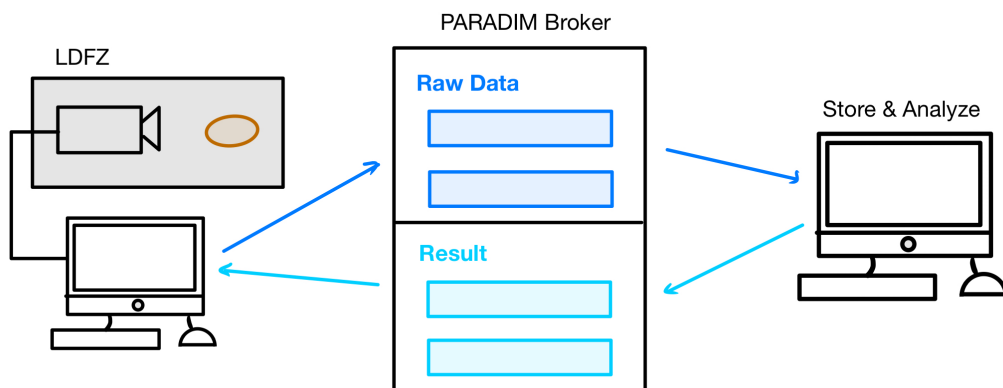 PARADIM Broker
LDFZ
Raw Data
Store & Analyze
Result